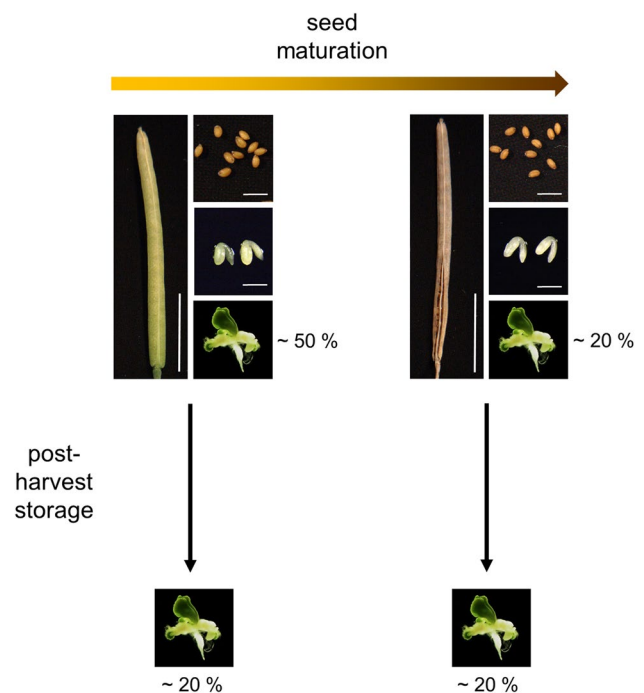 seed
maturation
~ 50 %
~ 20 %
post-
harvest
storage
~ 20 %
~ 20 %